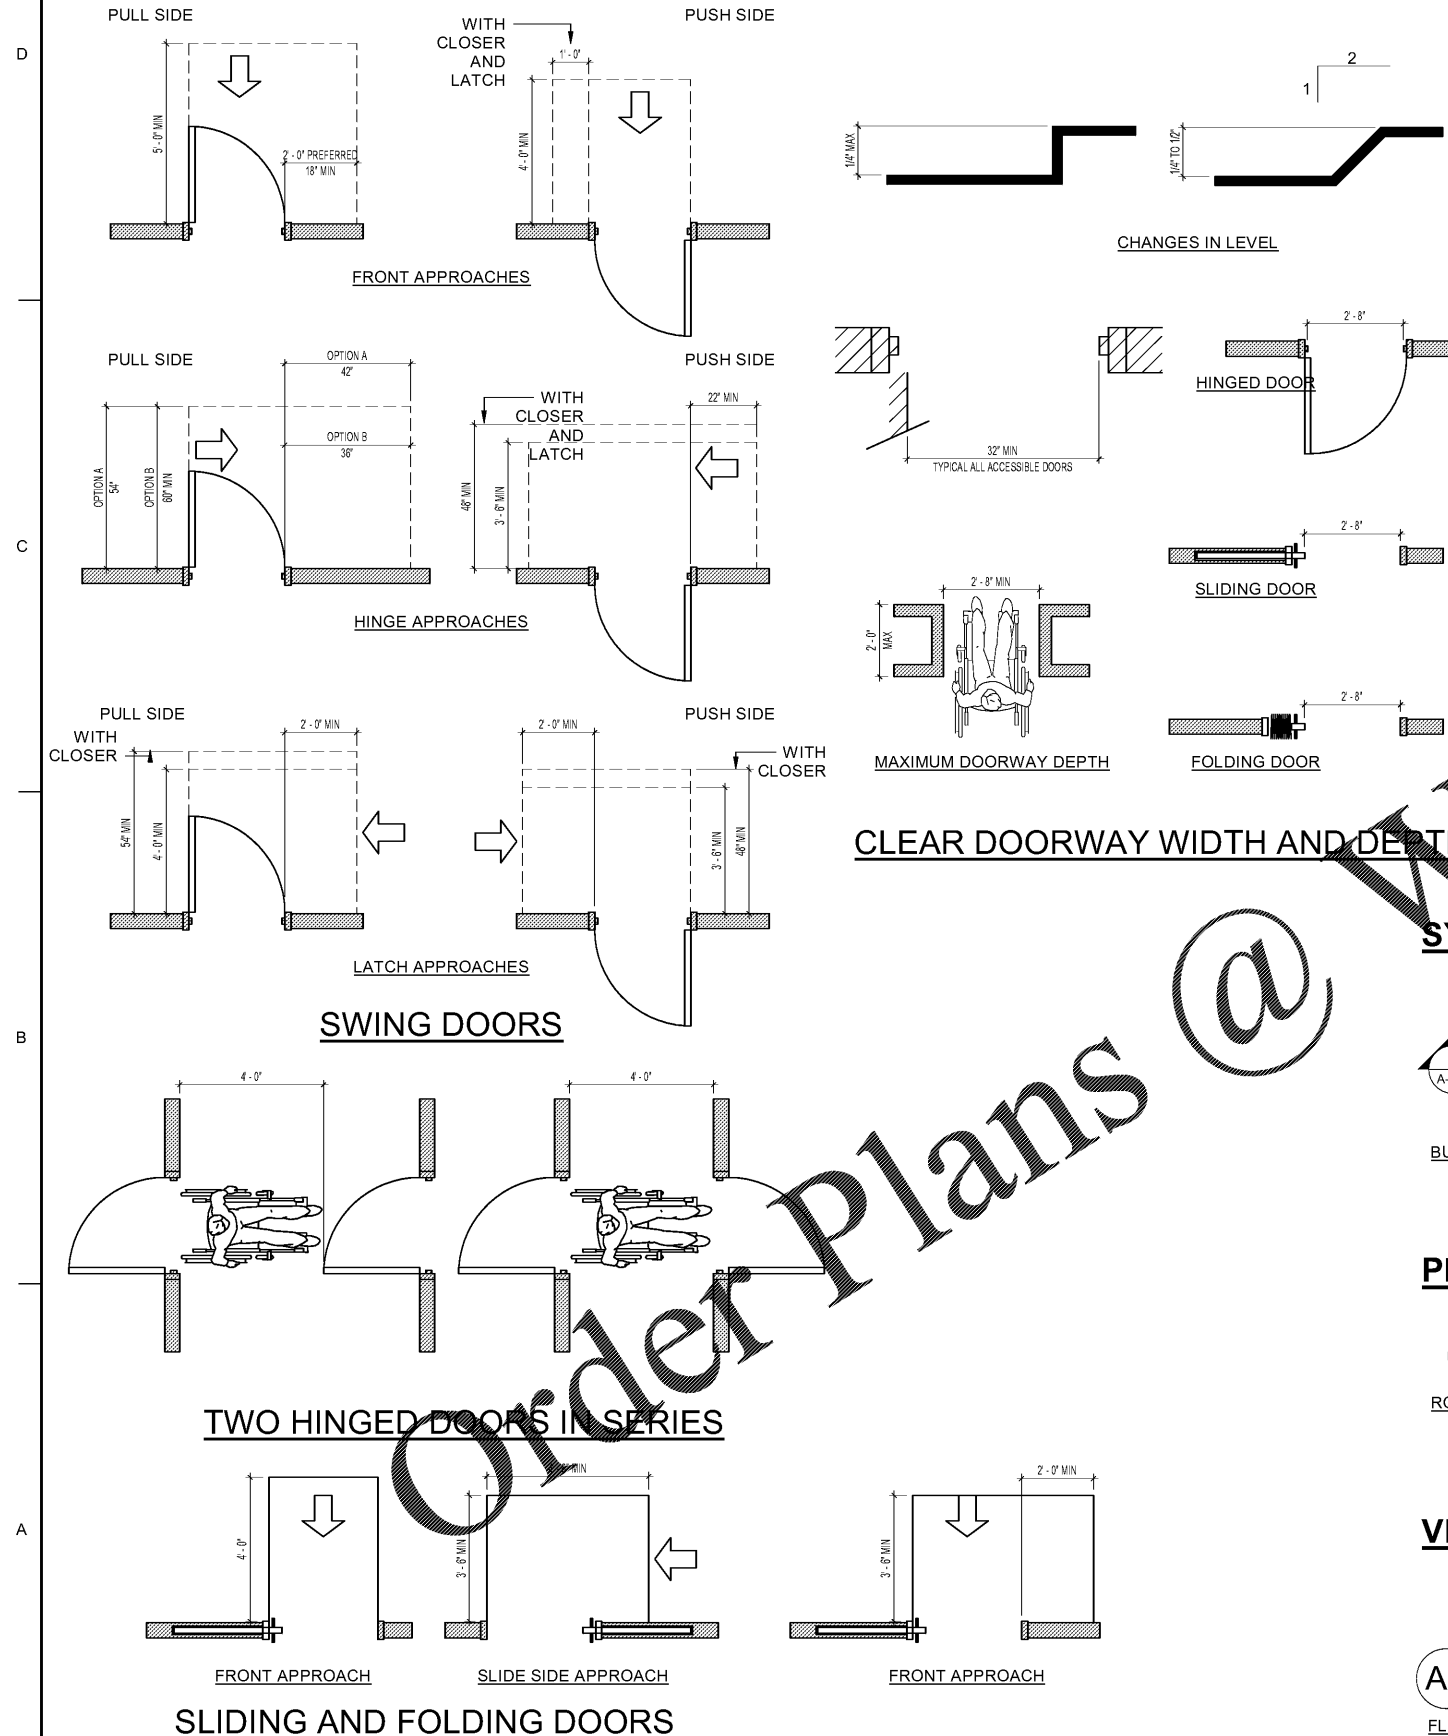 D
PULL SIDE
5' - 0" MIN
2' - 0" PREFERRED
18" MIN
WITH
CLOSER
AND
LATCH
1' - 0"
4' - 0" MIN
PUSH SIDE
FRONT APPROACHES
2
1
1/4" MAX
1/4" TO 1/2"
CHANGES IN LEVEL
PULL SIDE
OPTION A
42"
OPTION B
36"
OPTION A
54"
OPTION B
60" MIN
WITH
CLOSER
AND
LATCH
PUSH SIDE
22" MIN
48" MIN
3' - 6" MIN
HINGE APPROACHES
C
32" MIN
TYPICAL ALL ACCESSIBLE DOORS
2' - 8"
HINGED DOOR
2' - 8"
SLIDING DOOR
2' - 8" MIN
2' - 0"
MAX
MAXIMUM DOORWAY DEPTH
2' - 8"
FOLDING DOOR
CLEAR DOORWAY WIDTH AND DEPT
PULL SIDE
WITH
CLOSER
2' - 0" MIN
54" MIN
4' - 0" MIN
2' - 0" MIN
PUSH SIDE
WITH
CLOSER
3' - 6" MIN
48" MIN
LATCH APPROACHES
SWING DOORS
B
4' - 0"
4' - 0"
TWO HINGED DOORS IN SERIES
A
4' - 0"
FRONT APPROACH
MIN
3' - 6" MIN
SLIDE SIDE APPROACH
2' - 0" MIN
3' - 6" MIN
FRONT APPROACH
SLIDING AND FOLDING DOORS
Order Plans @ W
SY
A-
BU
RO
A
FL